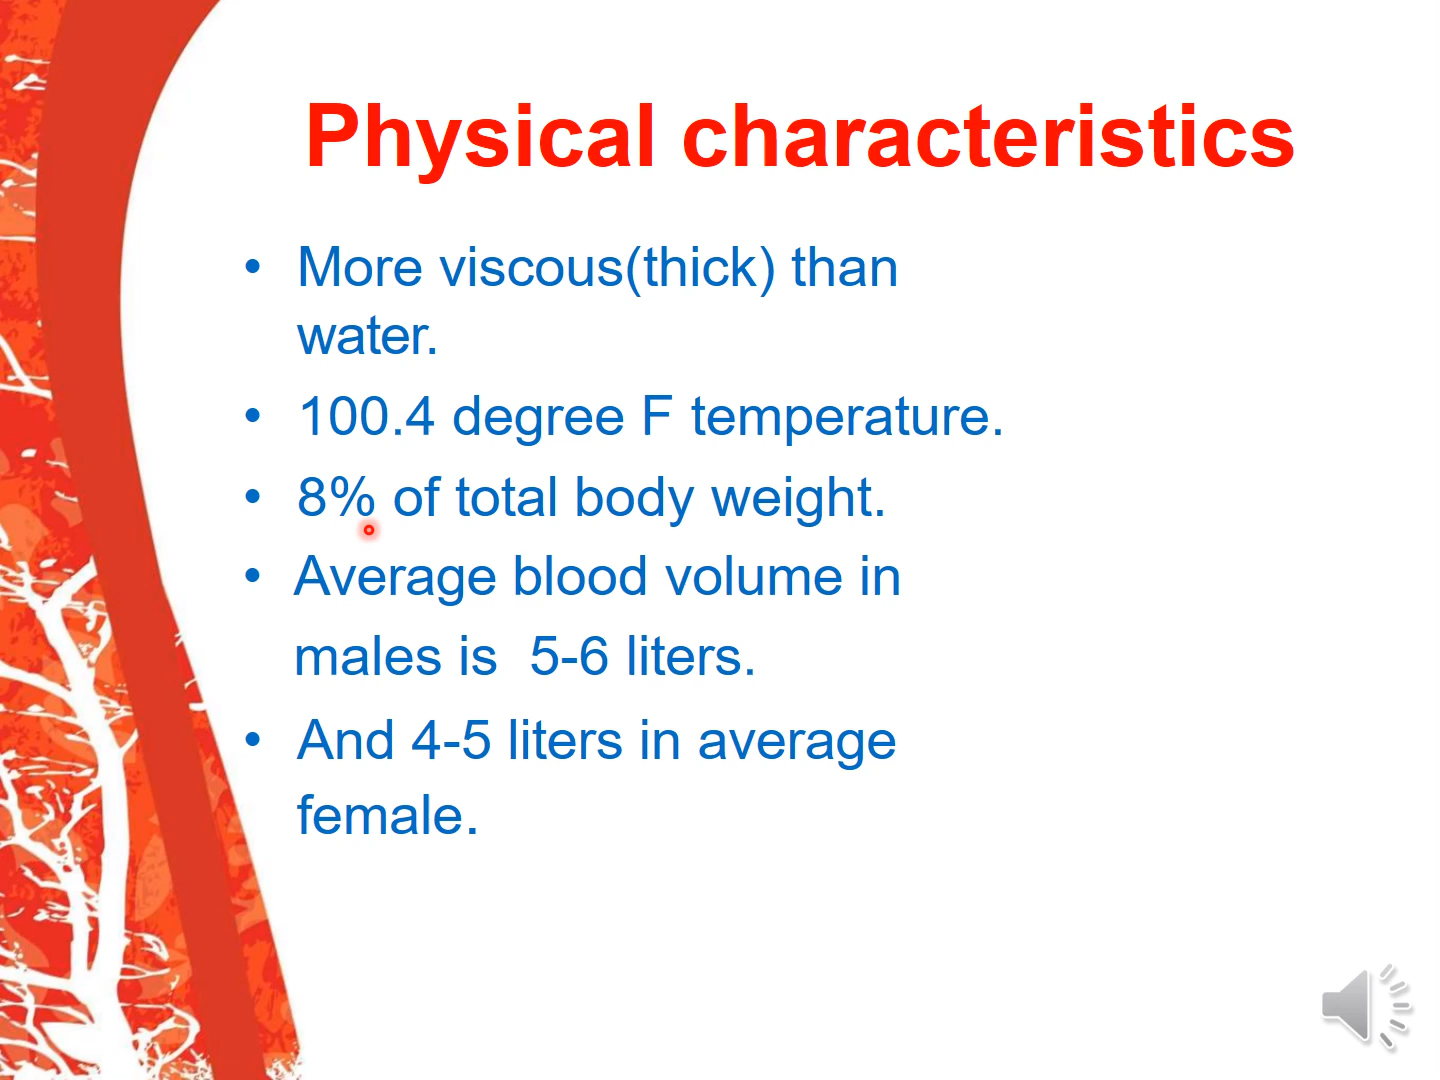 Physical characteristics
• More viscous(thick) than
water.
• 100.4 degree F temperature.
• 8% of total body weight.
• Average blood volume in
males is  5-6 liters.
• And 4-5 liters in average
female.